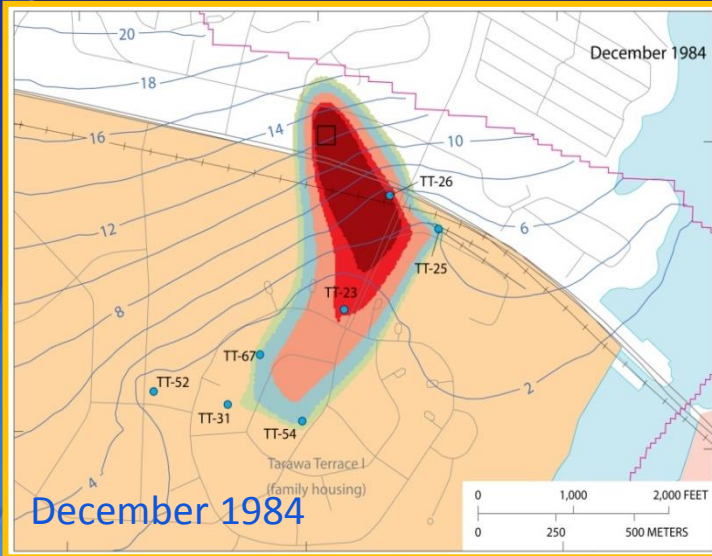 20
December 1984
18
16
14
10
TT-26
12
6
TT-25
TT-23
8
TT-67
2
TT-52
TT-31
TT-54
4
Tarawa Terrace I
(family housing)
0 1,000 2,000 FEET
0 250 500 METERS
December 1984